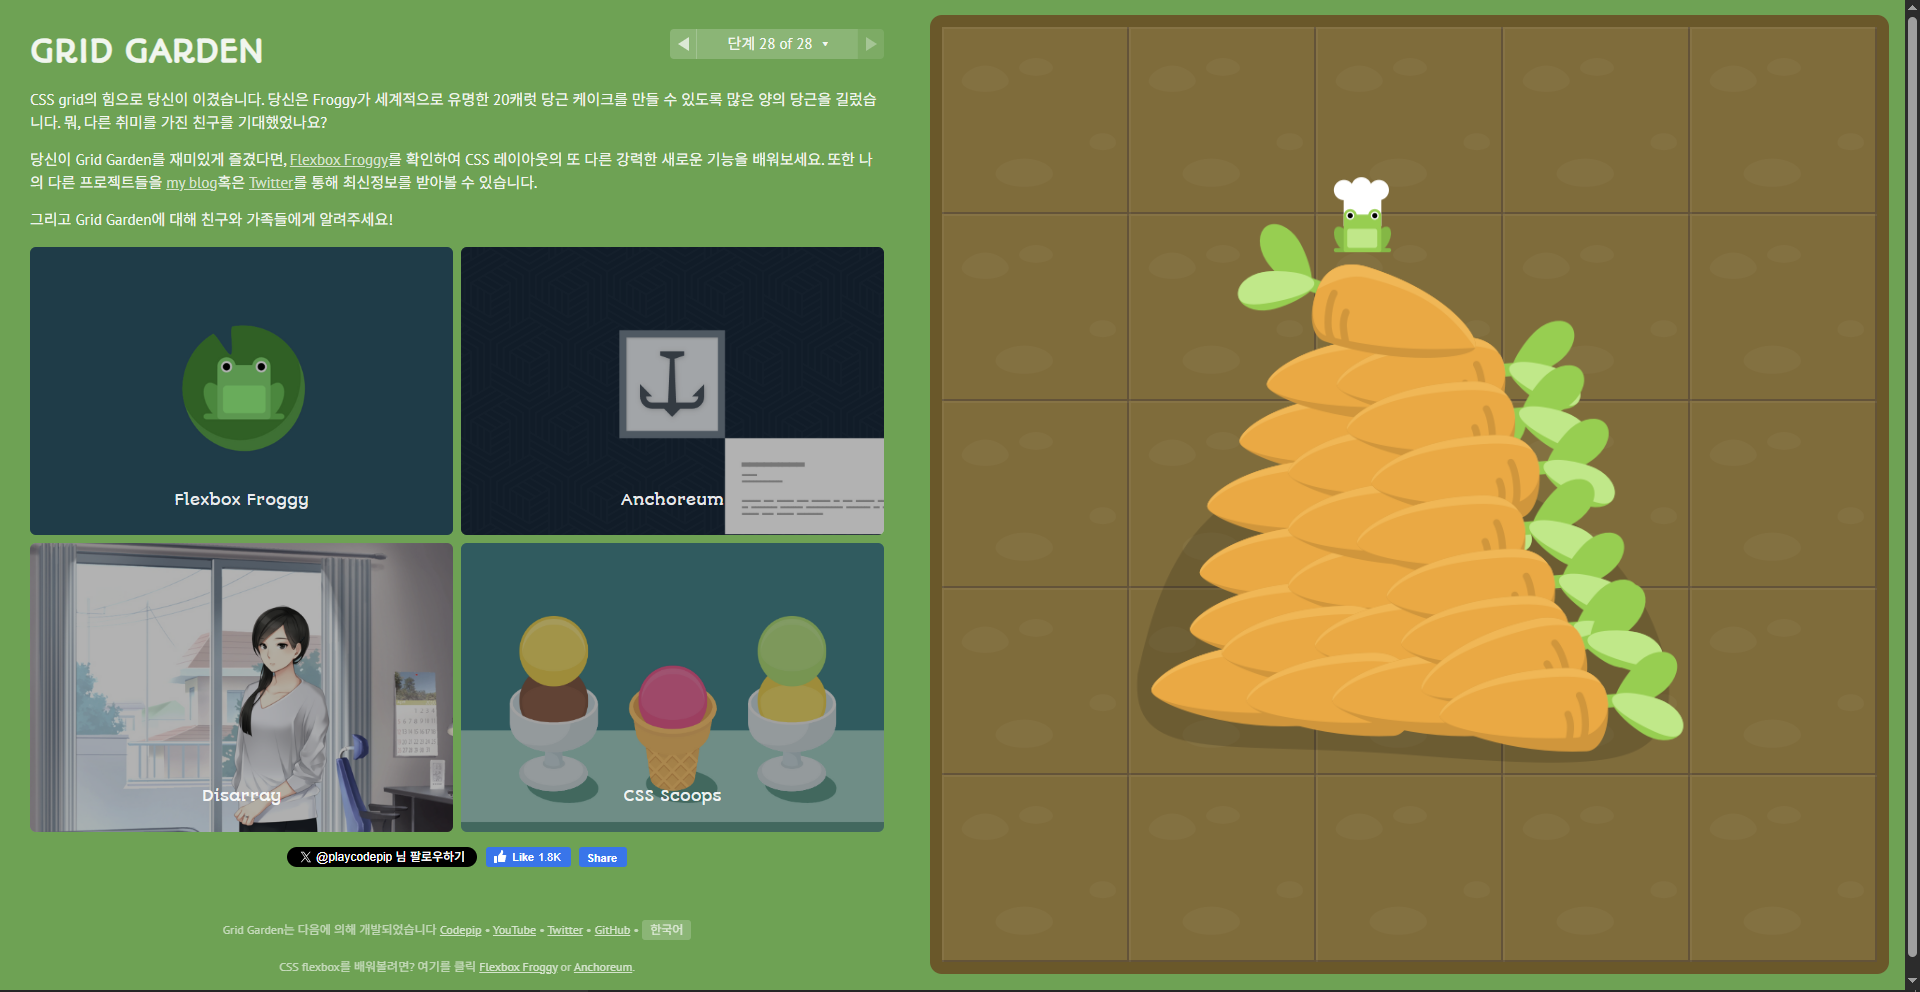 GRID GARDEN
단계 28 of 28
CSS grid의 힘으로 당신이 이겼습니다. 당신은 Froggy가 세계적으로 유명한 20캐럿 당근 케이크를 만들 수 있도록 많은 양의 당근을 길렀습
니다. 뭐, 다른 취미를 가진 친구를 기대했었나요?
당신이 Grid Garden를 재미있게 즐겼다면, Flexbox Froggy를 확인하여 CSS 레이아웃의 또 다른 강력한 새로운 기능을 배워보세요. 또한 나
의 다른 프로젝트들을 my blog혹은 Twitter를 통해 최신정보를 받아볼 수 있습니다.
그리고 Grid Garden에 대해 친구와 가족들에게 알려주세요!
Flexbox Froggy
Anchoreum
Disarray
CSS Scoops
@playcodepip 님 팔로우하기
Like 1.8K
Share
Grid Garden는 다음에 의해 개발되었습니다 Codepip • YouTube • Twitter • GitHub • 한국어
CSS flexbox를 배워볼려면? 여기를 클릭 Flexbox Froggy or Anchoreum.